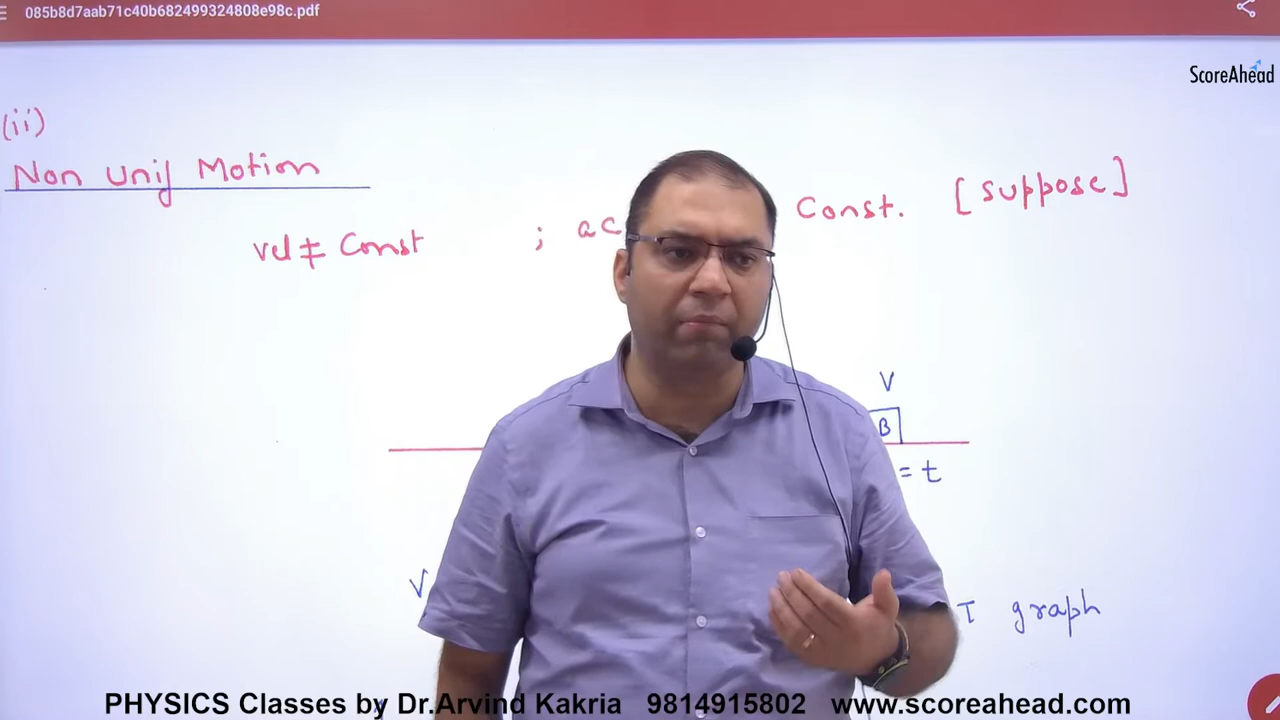 085b8d7aab71c40b682499324808e98c.pdf
ScoreAhead
(ii)
Non Unif Motion
vel ≠ Const ; ac Const. [suppose]
V
B
= t
V
T graph
PHYSICS Classes by Dr.Arvind Kakria 9814915802 www.scoreahead.com